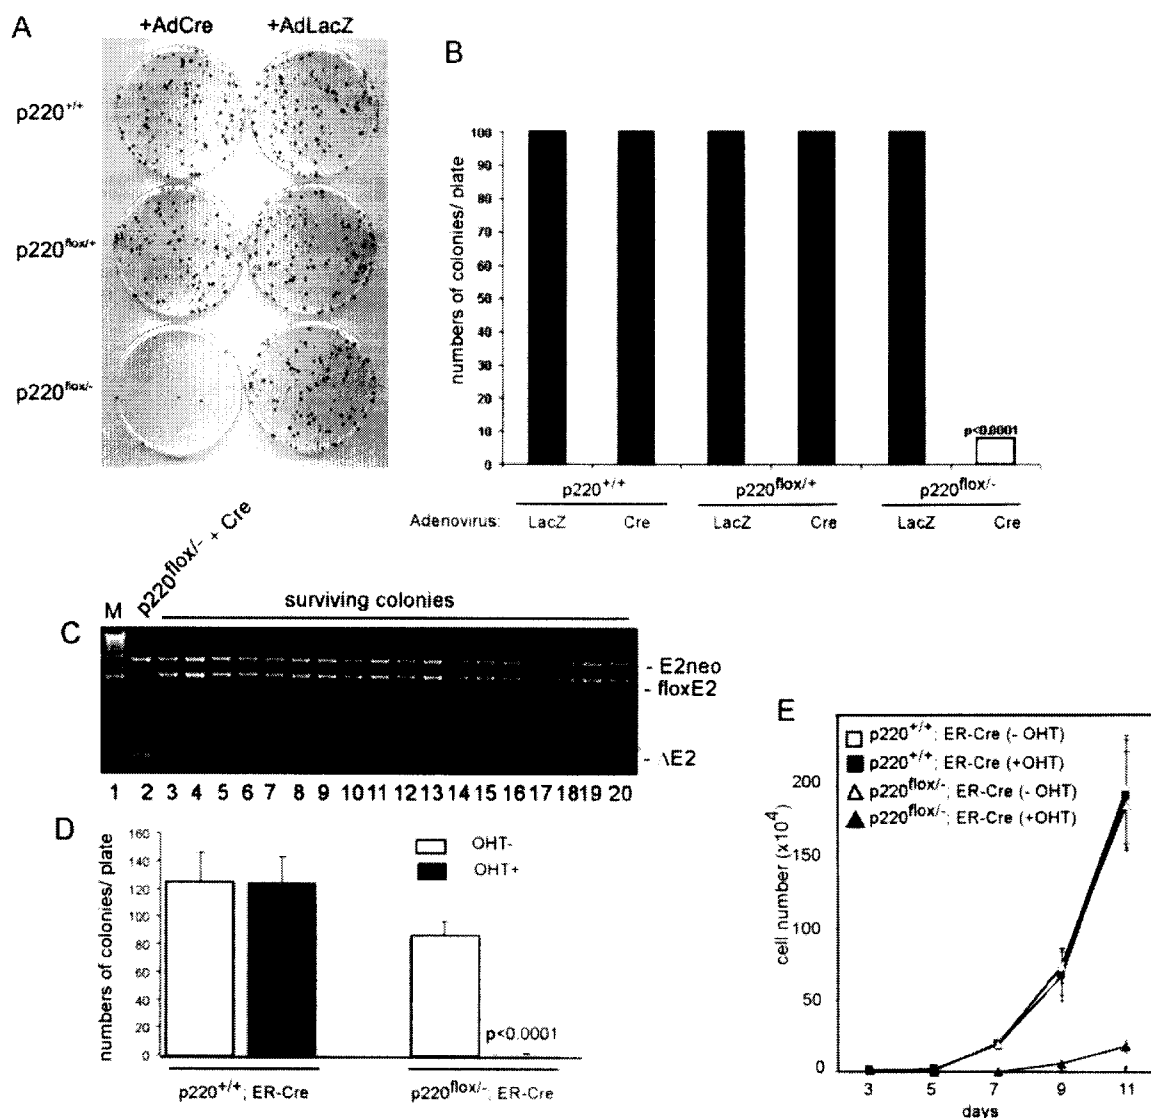 A
+AdCre +AdLacZ
p220+/+
p220flox/+
p220flox/-
B
numbers of colonies/ plate
100
90
80
70
60
50
40
30
20
10
0
p<0.0001
p220+/+ p220flox/+ p220flox/-
Adenovirus: LacZ Cre LacZ Cre LacZ Cre
C
M p220flox/- + Cre surviving colonies
- E2neo
- floxE2
- ΔE2
1 2 3 4 5 6 7 8 9 10 11 12 13 14 15 16 17 18 19 20
D
numbers of colonies/ plate
160
140
120
100
80
60
40
20
0
OHT-
OHT+
p<0.0001
p220+/+; ER-Cre p220flox/-; ER-Cre
E
p220+/+; ER-Cre (- OHT)
p220+/+; ER-Cre (+OHT)
p220flox/-; ER-Cre (- OHT)
p220flox/-; ER-Cre (+OHT)
cell number (x10⁴)
200
150
100
50
0
3 5 7 9 11
days